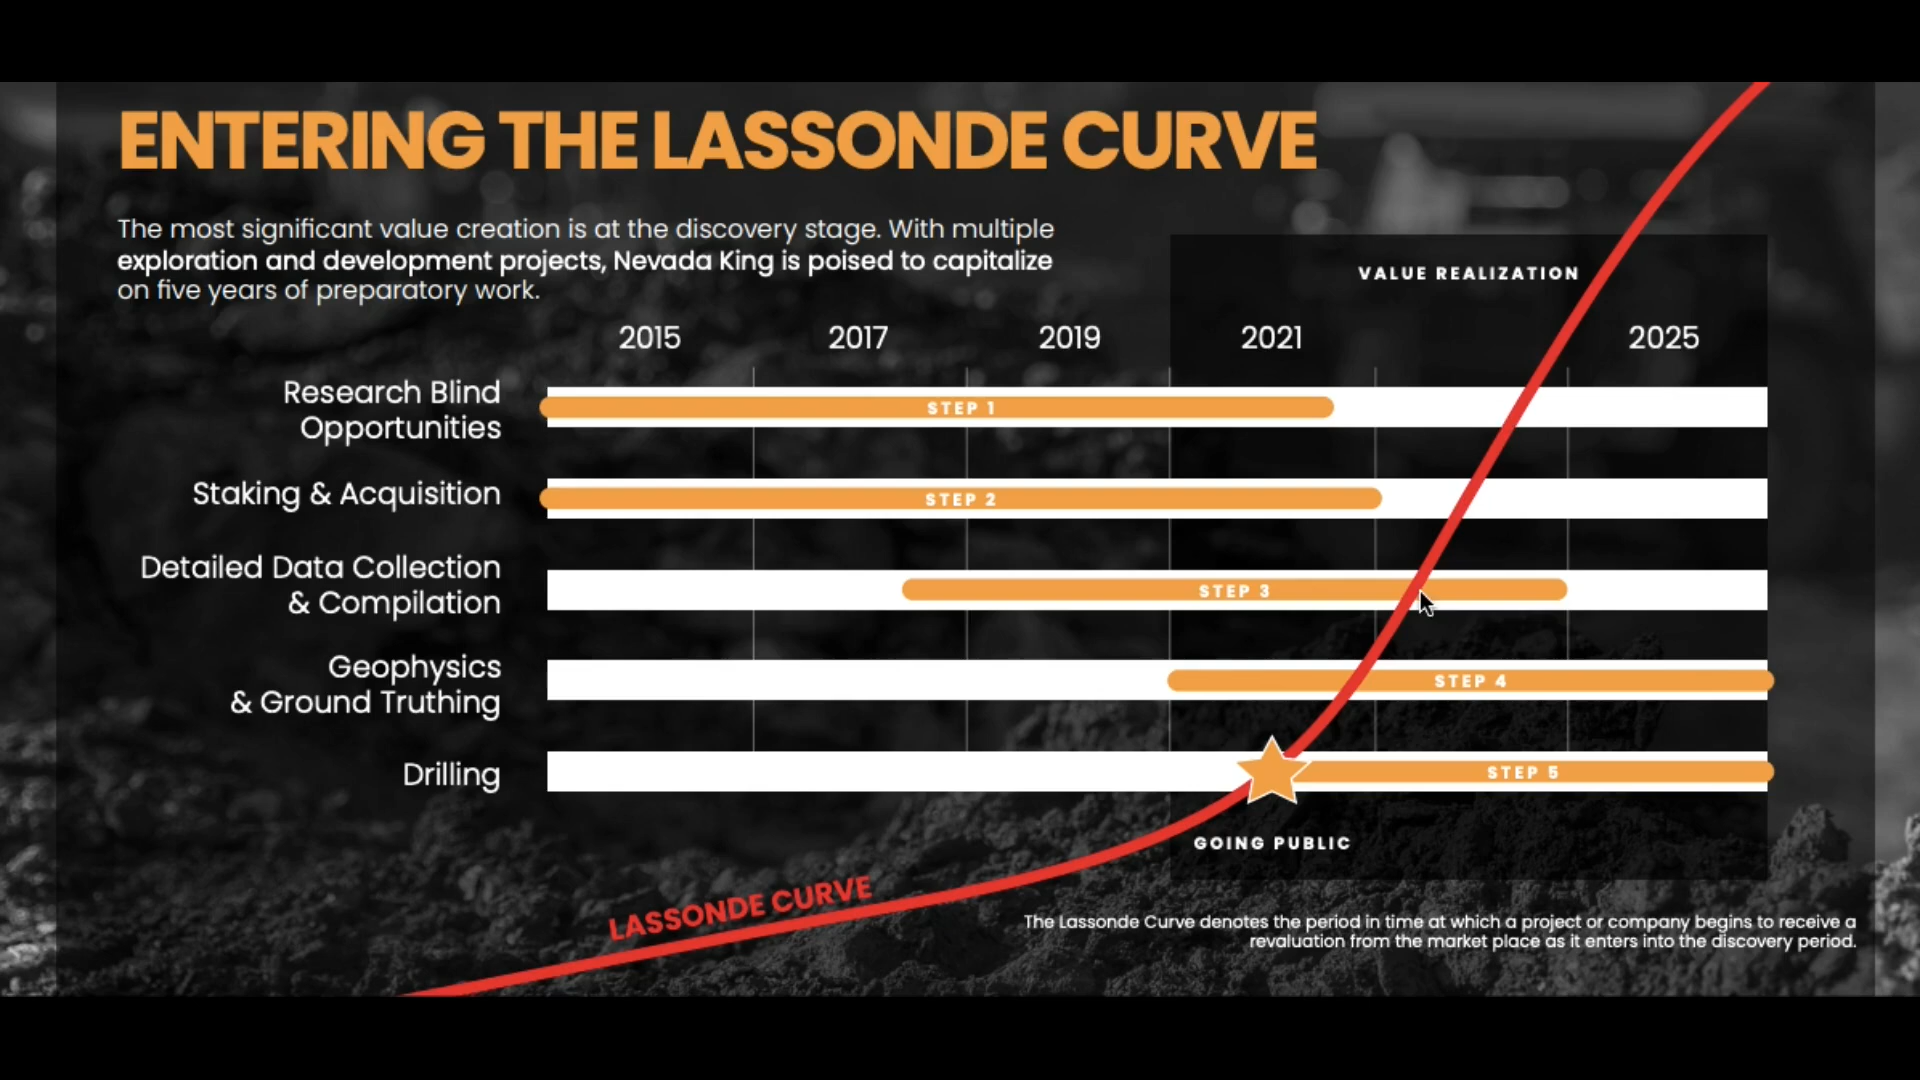 ENTERING THE LASSONDE CURVE
The most significant value creation is at the discovery stage. With multiple
exploration and development projects, Nevada King is poised to capitalize
on five years of preparatory work.
VALUE REALIZATION
2015 2017 2019 2021 2025
Research Blind
Opportunities
STEP 1
Staking & Acquisition
STEP 2
Detailed Data Collection
& Compilation
STEP 3
Geophysics
& Ground Truthing
STEP 4
Drilling
STEP 5
GOING PUBLIC
LASSONDE CURVE
The Lassonde Curve denotes the period in time at which a project or company begins to receive a
revaluation from the market place as it enters into the discovery period.